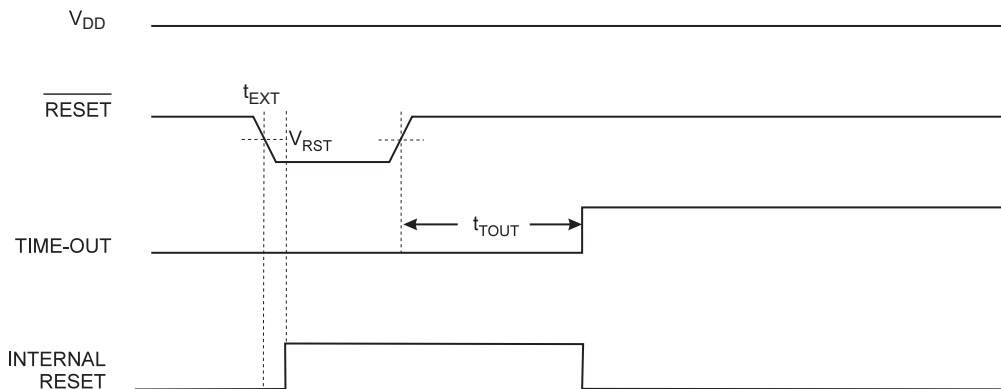 VDD
RESET
tEXT
VRST
tTOUT
TIME-OUT
INTERNAL
RESET